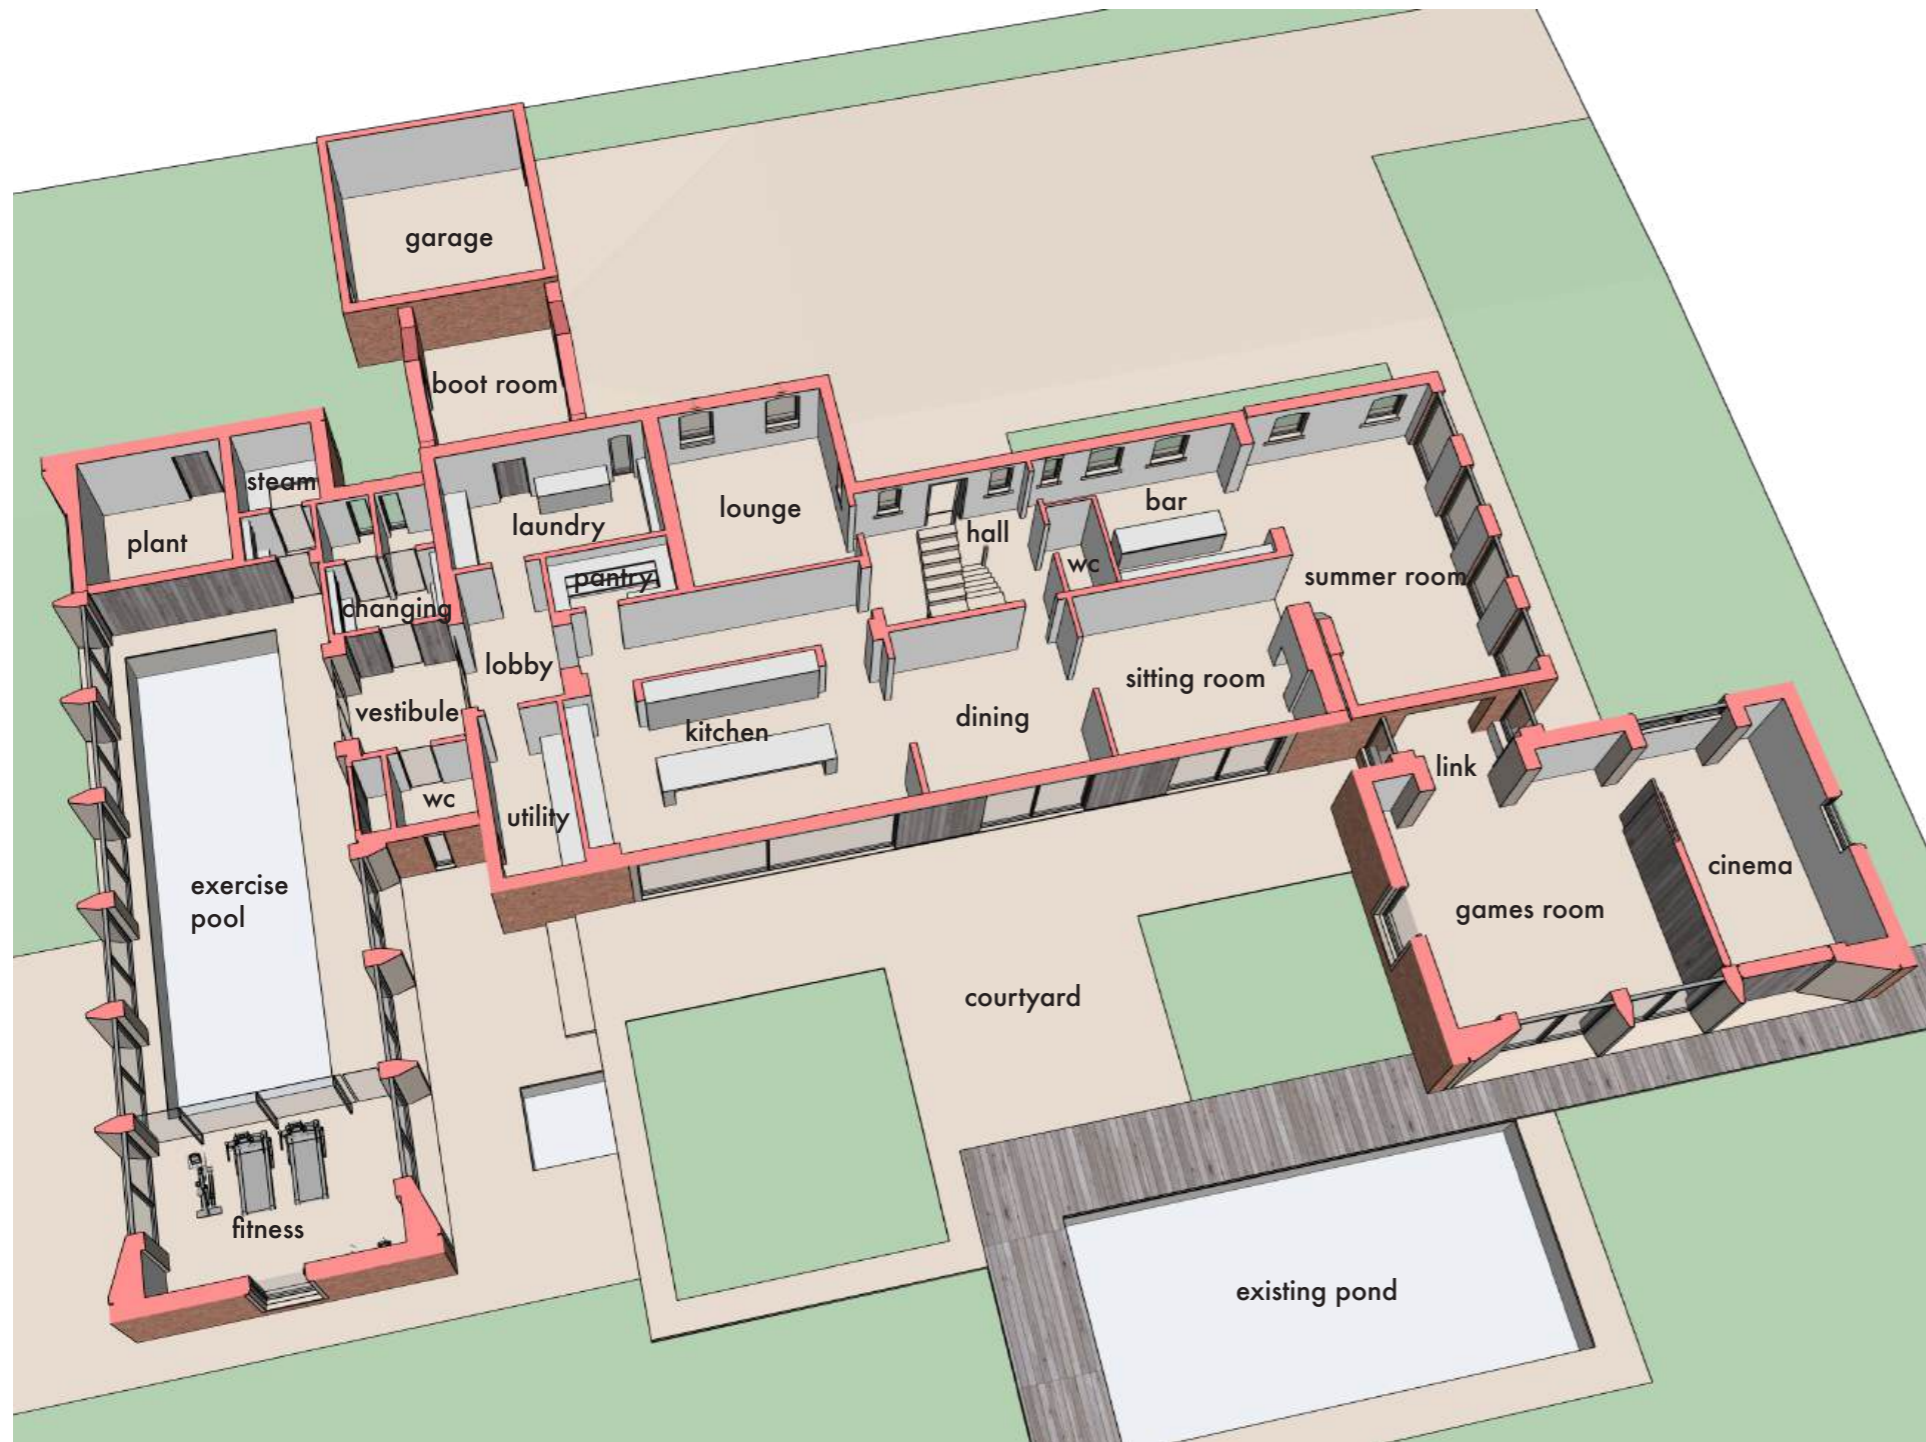 garage
boot room
steam
plant
laundry
lounge
hall
bar
pantry
wc
summer room
changing
lobby
sitting room
vestibule
kitchen
dining
link
wc
utility
cinema
exercise
pool
games room
courtyard
fitness
existing pond